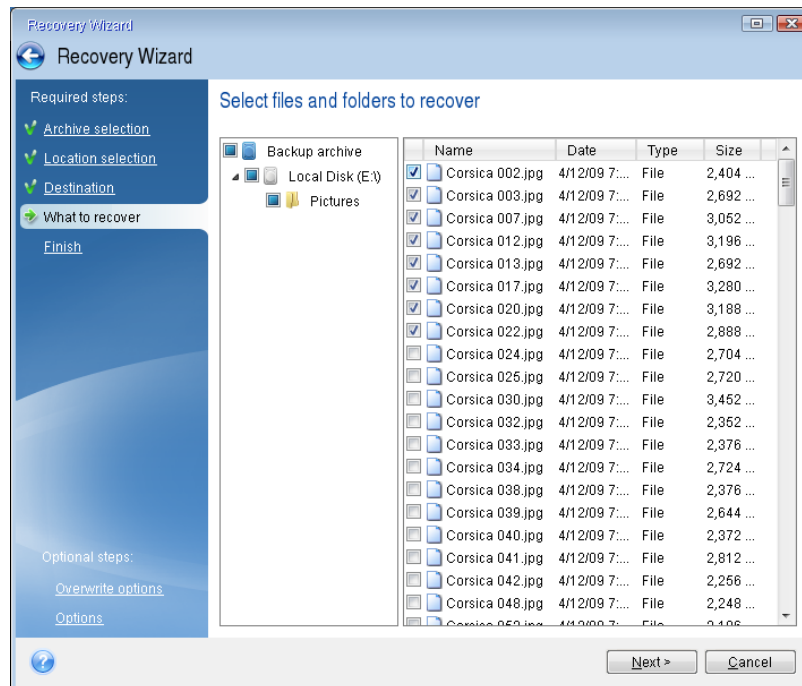 Recovery Wizard
Recovery Wizard
Required steps:
Archive selection
Location selection
Destination
What to recover
Finish
Optional steps:
Overwrite options
Options
Select files and folders to recover
Backup archive
Local Disk (E:\)
Pictures
Name Date Type Size
Corsica 002.jpg 4/12/09 7:... File 2,404 ...
Corsica 003.jpg 4/12/09 7:... File 2,692 ...
Corsica 007.jpg 4/12/09 7:... File 3,052 ...
Corsica 012.jpg 4/12/09 7:... File 3,196 ...
Corsica 013.jpg 4/12/09 7:... File 2,692 ...
Corsica 017.jpg 4/12/09 7:... File 3,280 ...
Corsica 020.jpg 4/12/09 7:... File 3,188 ...
Corsica 022.jpg 4/12/09 7:... File 2,888 ...
Corsica 024.jpg 4/12/09 7:... File 2,704 ...
Corsica 025.jpg 4/12/09 7:... File 2,720 ...
Corsica 030.jpg 4/12/09 7:... File 3,452 ...
Corsica 032.jpg 4/12/09 7:... File 2,352 ...
Corsica 033.jpg 4/12/09 7:... File 2,376 ...
Corsica 034.jpg 4/12/09 7:... File 2,724 ...
Corsica 038.jpg 4/12/09 7:... File 2,376 ...
Corsica 039.jpg 4/12/09 7:... File 2,644 ...
Corsica 040.jpg 4/12/09 7:... File 2,372 ...
Corsica 041.jpg 4/12/09 7:... File 2,812 ...
Corsica 042.jpg 4/12/09 7:... File 2,256 ...
Corsica 048.jpg 4/12/09 7:... File 2,248 ...
?
Next >
Cancel